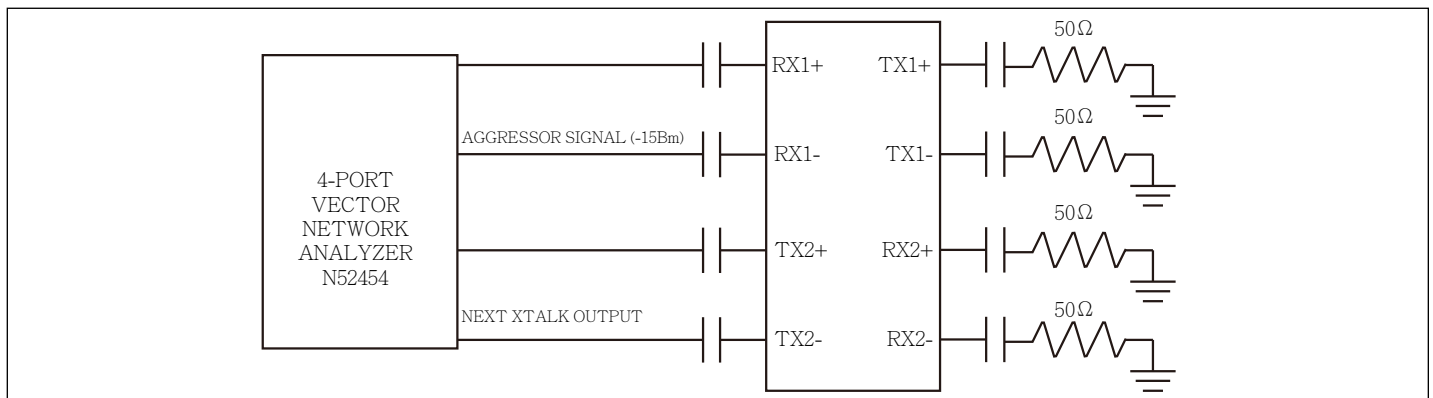 50Ω
RX1+ TX1+
50Ω
AGGRESSOR SIGNAL (-15Bm)
RX1- TX1-
4-PORT
VECTOR
NETWORK
ANALYZER
N52454
50Ω
TX2+ RX2+
50Ω
NEXT XTALK OUTPUT
TX2- RX2-